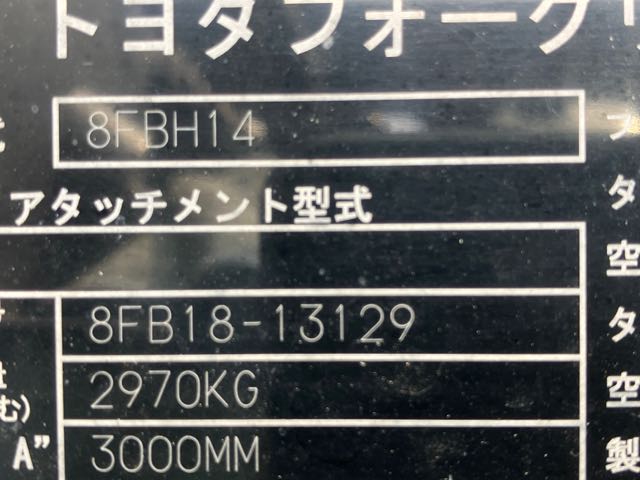 トヨタフォーク
8FBH14
アタッチメント型式
タ
空
8FB18-13129
タ
む)
2970KG
空
A”
3000MM
製